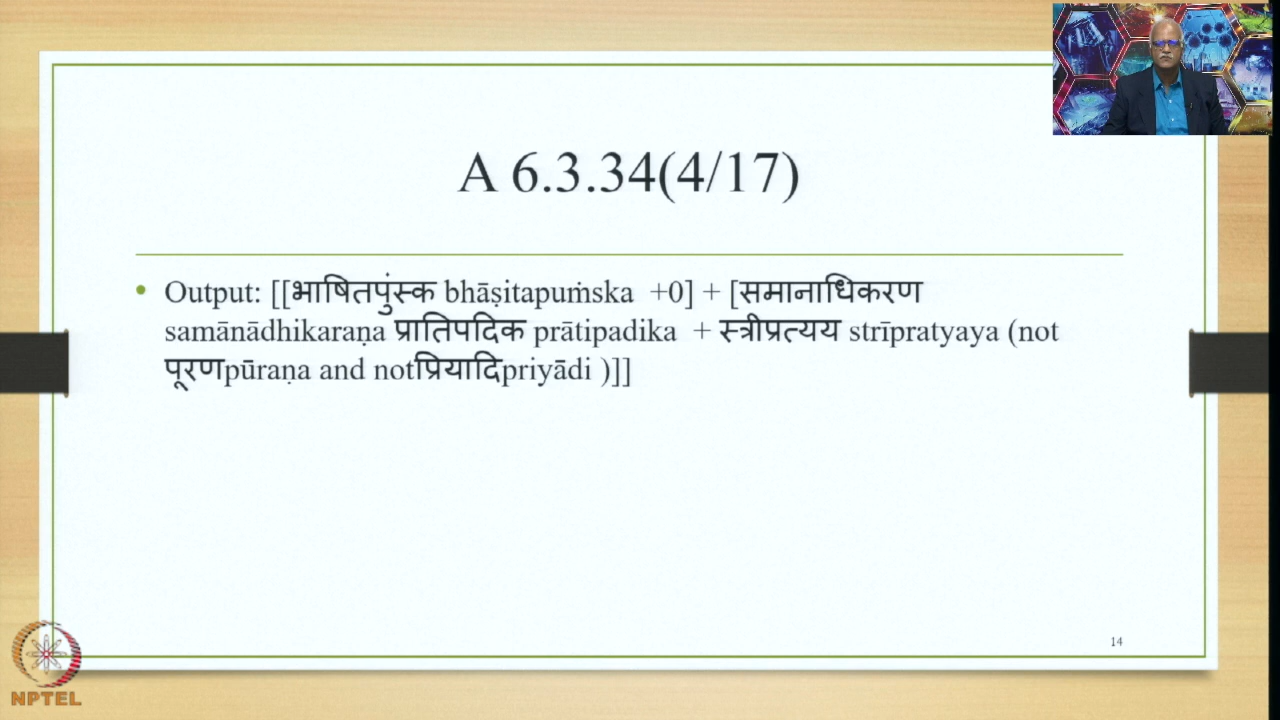 A 6.3.34(4/17)
• Output: [[भाषितपुंस्क bhāṣitapuṁska +0] + [समानाधिकरण
samānādhikaraṇa प्रातिपदिक prātipadika + स्त्रीप्रत्यय strīpratyaya (not
पूरणpūraṇa and notप्रियादिpriyādi )]]
14
NPTEL